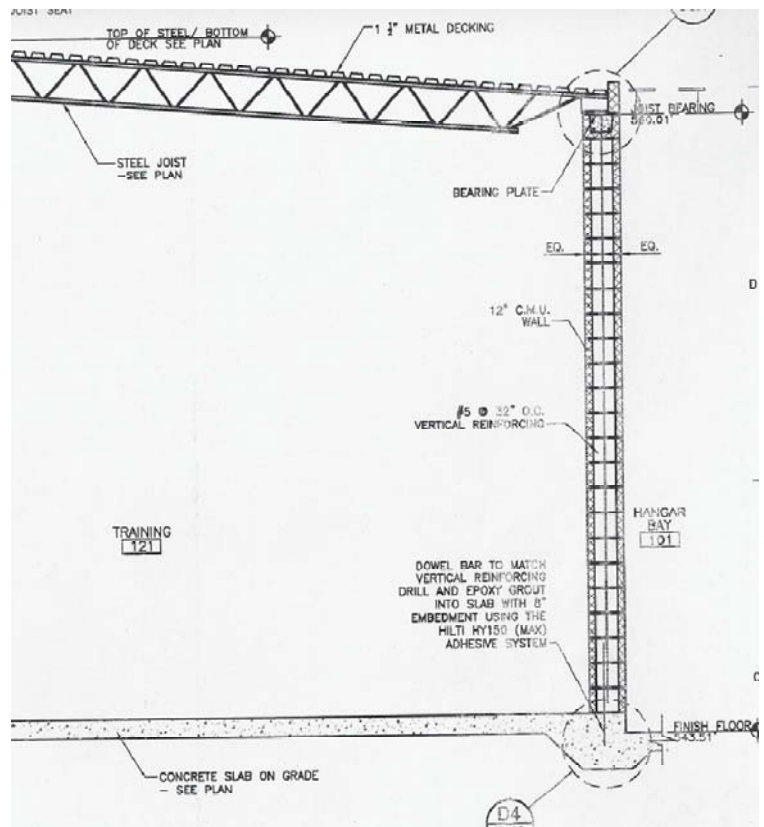 JOIST SEAT
TOP OF STEEL/ BOTTOM
OF DECK SEE PLAN
1 ½" METAL DECKING
JOIST BEARING
STEEL JOIST
-SEE PLAN
BEARING PLATE
EQ.
EQ.
D
12" C.M.U.
WALL
#5 @ 32" O.C.
VERTICAL REINFORCING
TRAINING
121
HANGAR
BAY
101
DOWEL BAR TO MATCH
VERTICAL REINFORCING
DRILL AND EPOXY GROUT
INTO SLAB WITH 8"
EMBEDMENT USING THE
HILTI HY150 (MAX)
ADHESIVE SYSTEM
C
FINISH FLOOR
543.51'
CONCRETE SLAB ON GRADE
- SEE PLAN
D4